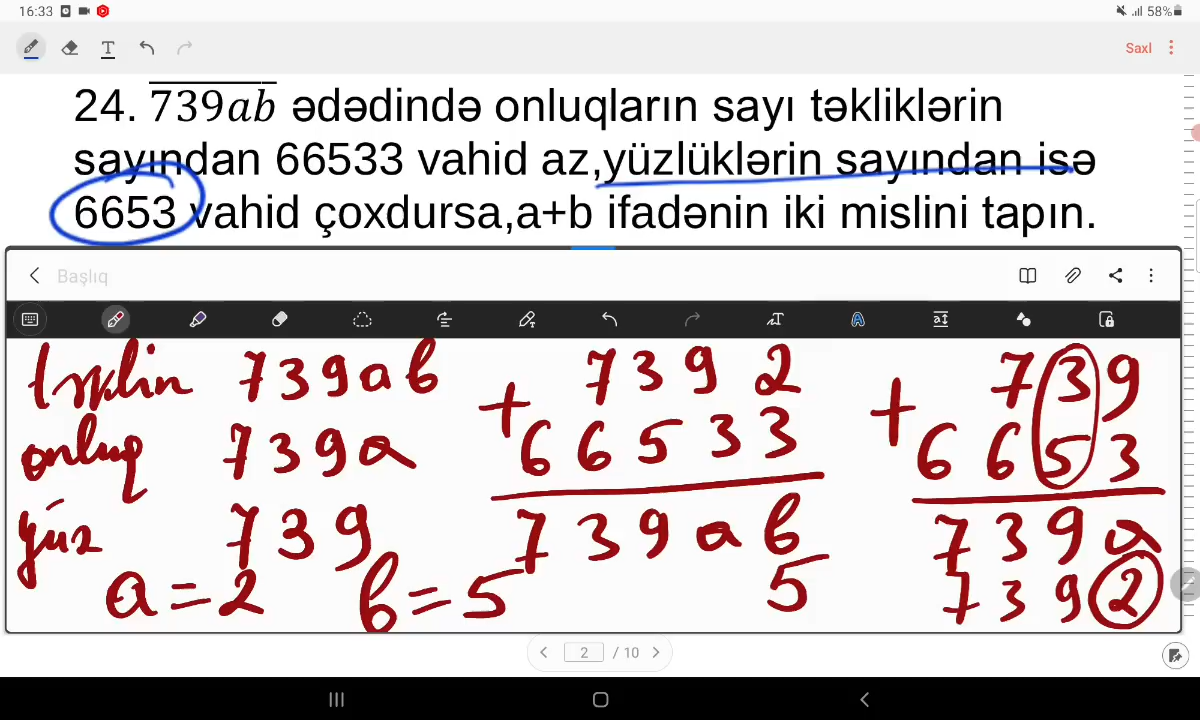 16:33 58%
T Saxl
24. 739ab ədədində onluqların sayı təkliklərin
sayından 66533 vahid az,yüzlüklərin sayından isə
6653 vahid çoxdursa,a+b ifadənin iki mislini tapın.
Başlıq
739ab 7392 739
onluq 739a +66533 +6653
yüz 739 739ab 739a
a=2 b=5 5 7392
2 / 10